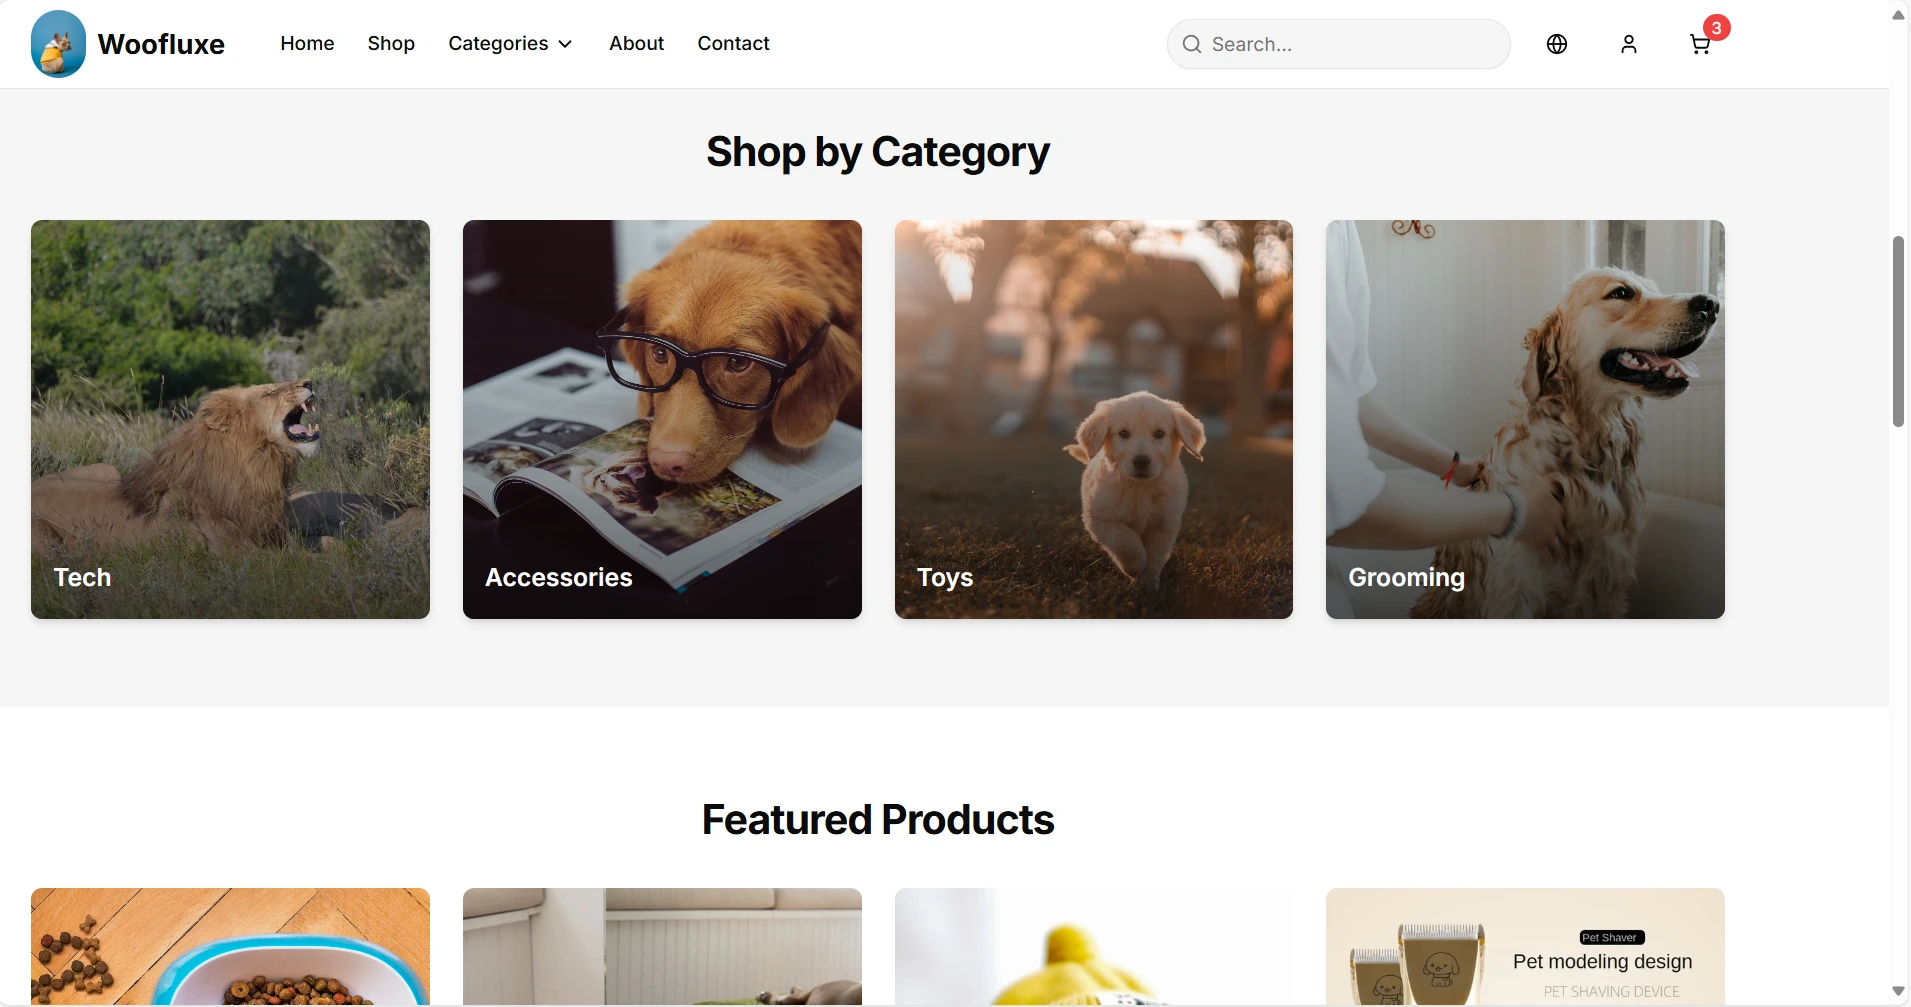 Woofluxe
Home
Shop
Categories
About
Contact
Search...
3
Shop by Category
Tech
Accessories
Toys
Grooming
Featured Products
Pet Shaver
Pet modeling design
PET SHAVING DEVICE